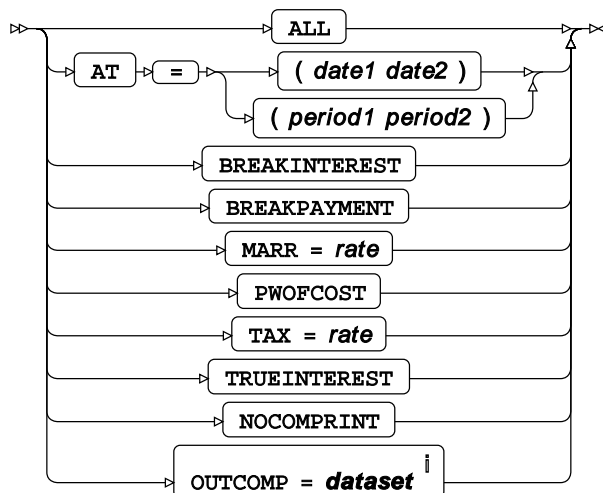 ALL
AT = ( date1 date2 )
( period1 period2 )
BREAKINTEREST
BREAKPAYMENT
MARR = rate
PWOFCOST
TAX = rate
TRUEINTEREST
NOCOMPRINT
OUTCOMP = dataset i